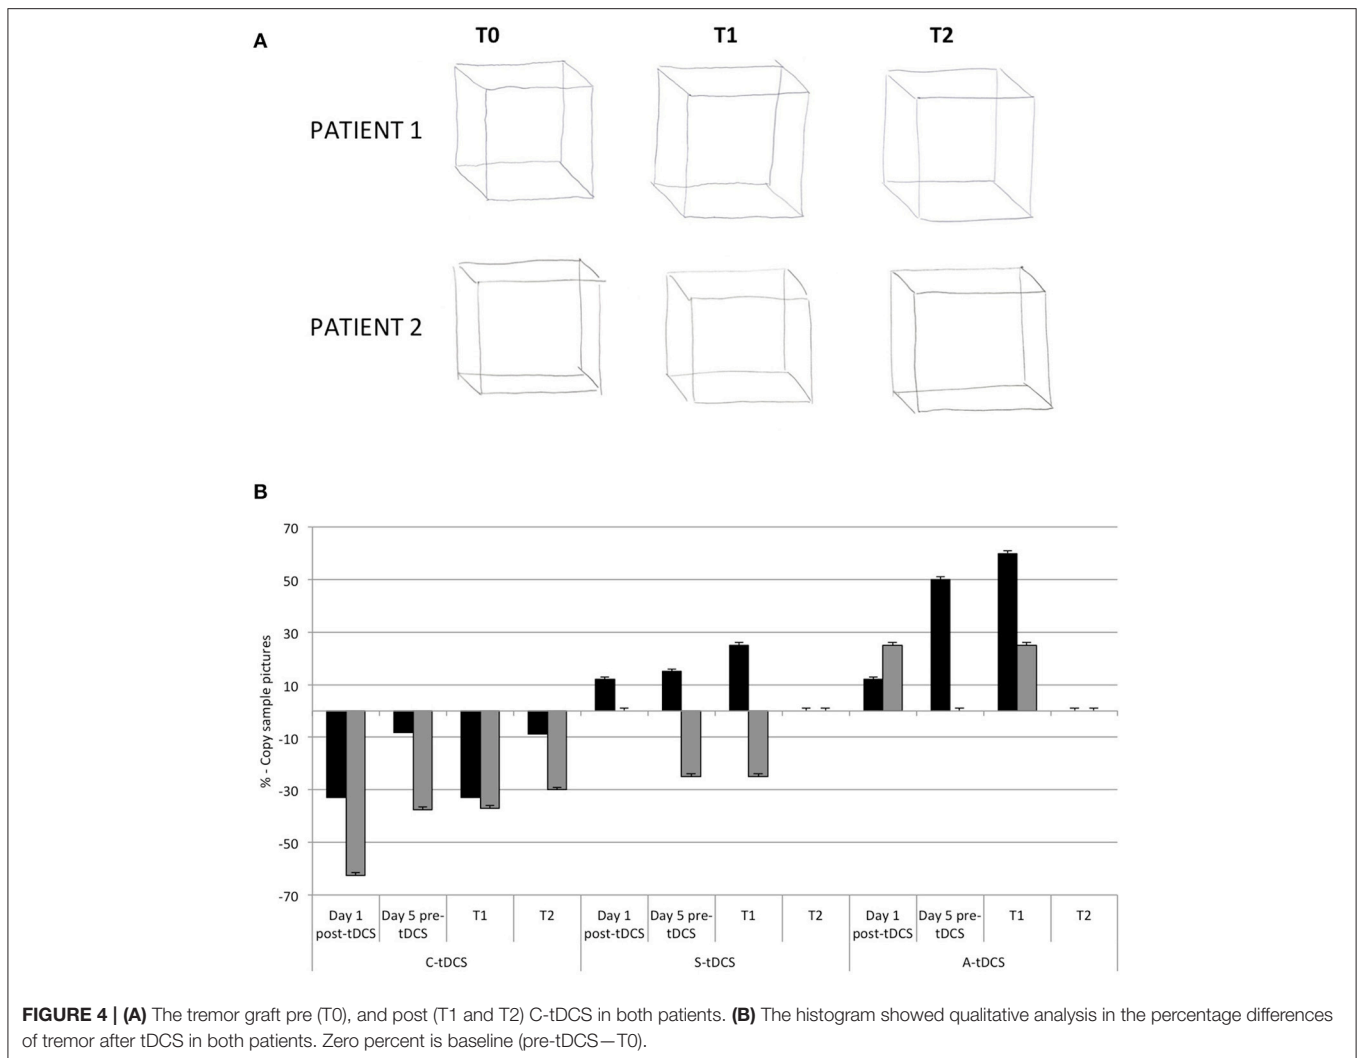 A
T0 T1 T2
PATIENT 1
PATIENT 2
B
% - Copy sample pictures
70
50
30
10
-10
-30
-50
-70
Day 1 Day 5 pre- T1 T2 Day 1 Day 5 pre- T1 T2 Day 1 Day 5 pre- T1 T2
post-tDCS tDCS post-tDCS tDCS post-tDCS tDCS
C-tDCS S-tDCS A-tDCS
FIGURE 4 | (A) The tremor graft pre (T0), and post (T1 and T2) C-tDCS in both patients. (B) The histogram showed qualitative analysis in the percentage differences
of tremor after tDCS in both patients. Zero percent is baseline (pre-tDCS—T0).